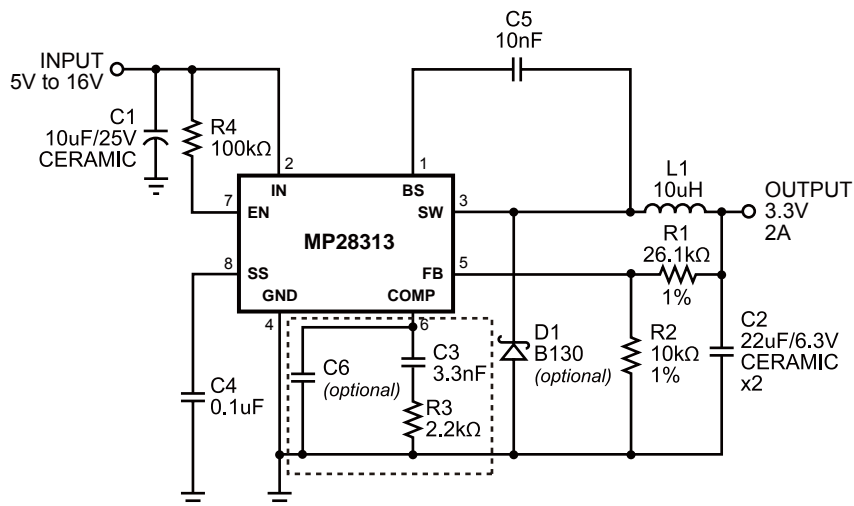 C5
10nF
INPUT
5V to 16V
C1
10uF/25V
CERAMIC
R4
100kΩ
2
1
IN
BS
L1
10uH
OUTPUT
3.3V
2A
7
EN
SW
3
MP28313
R1
26.1kΩ
1%
8
SS
FB
5
GND
COMP
4
6
C6
(optional)
C3
3.3nF
D1
B130
(optional)
R2
10kΩ
1%
C2
22uF/6.3V
CERAMIC
x2
C4
0.1uF
R3
2.2kΩ